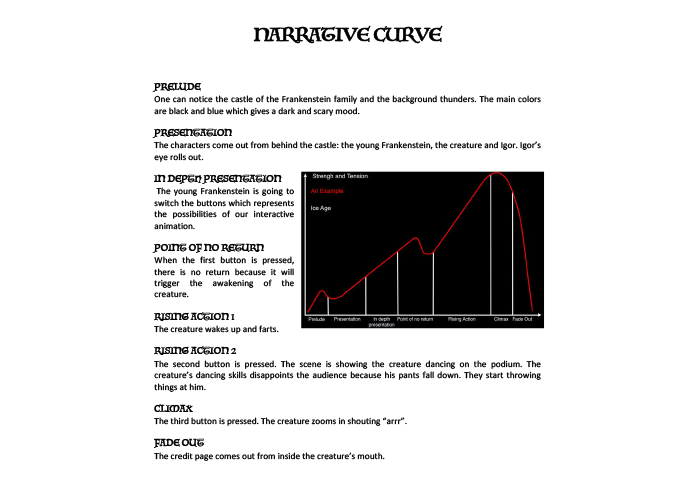 NARRATIVE CURVE
PRELUDE
One can notice the castle of the Frankenstein family and the background thunders. The main colors
are black and blue which gives a dark and scary mood.
PRESENTATION
The characters come out from behind the castle: the young Frankenstein, the creature and Igor. Igor's
eye rolls out.
IN DEPTH PRESENTATION
The young Frankenstein is going to
switch the buttons which represents
the possibilities of our interactive
animation.
POINT OF NO RETURN
When the first button is pressed,
there is no return because it will
trigger the awakening of the
creature.
RISING ACTION 1
The creature wakes up and farts.
Strengh and Tension
An Example
Ice Age
Prelude Presentation In depth Point of no return Rising Action Climax Fade Out
presentation
RISING ACTION 2
The second button is pressed. The scene is showing the creature dancing on the podium. The
creature's dancing skills disappoints the audience because his pants fall down. They start throwing
things at him.
CLIMAX
The third button is pressed. The creature zooms in shouting "arrr".
FADE OUT
The credit page comes out from inside the creature's mouth.